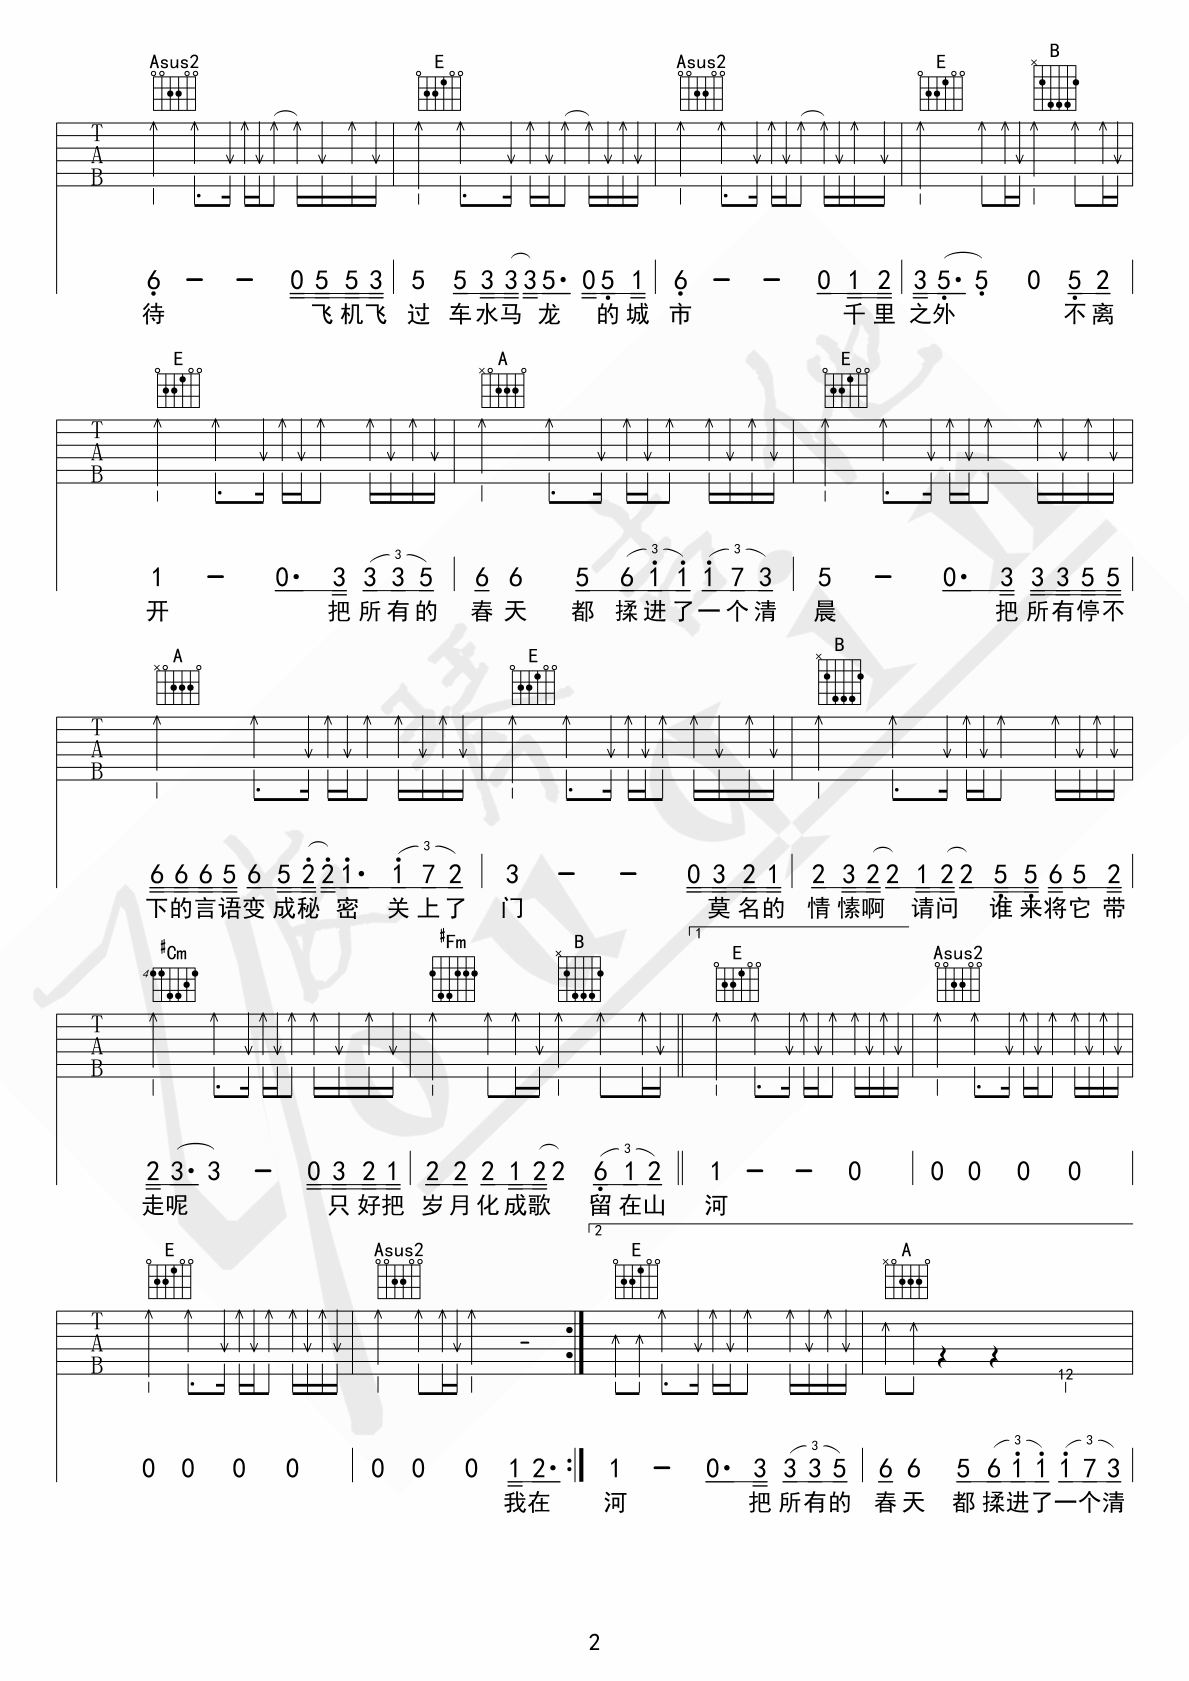 Asus2 E Asus2 E B
T A B
6 - - 0 5 5 3 5 5 3 3 3 5· 0 5 1 6 - - 0 1 2 3 5· 5 0 5 2
待 飞机飞 过 车水马 龙 的城 市 千里 之外 不离
E A E
T A B
3 3 3
1 - 0· 3 3 3 5 6 6 5 6 1 1 1 7 3 5 - 0· 3 3 3 5 5
开 把所有的 春天 都 揉进了一个清 晨 把所有停不
A E B
T A B
3
6 6 6 5 6 5 2 2 1· 1 7 2 3 - - 0 3 2 1 2 3 2 2 1 2 2 5 5 6 5 2
下的言语变成秘 密 关上了 门 莫名的 情愫啊 请问 谁来将它 带
#Cm #Fm B 1 E Asus2
4
T A B
3
2 3· 3 - 0 3 2 1 2 2 2 1 2 2 6 1 2 1 - - 0 0 0 0 0
走呢 只好把 岁月化成歌 留在山 河
E Asus2 2 E A
T A B
12
3 3 3
0 0 0 0 0 0 0 1 2· 1 - 0· 3 3 3 5 6 6 5 6 1 1 1 7 3
我在 河 把所有的 春天 都 揉进了一个清
2